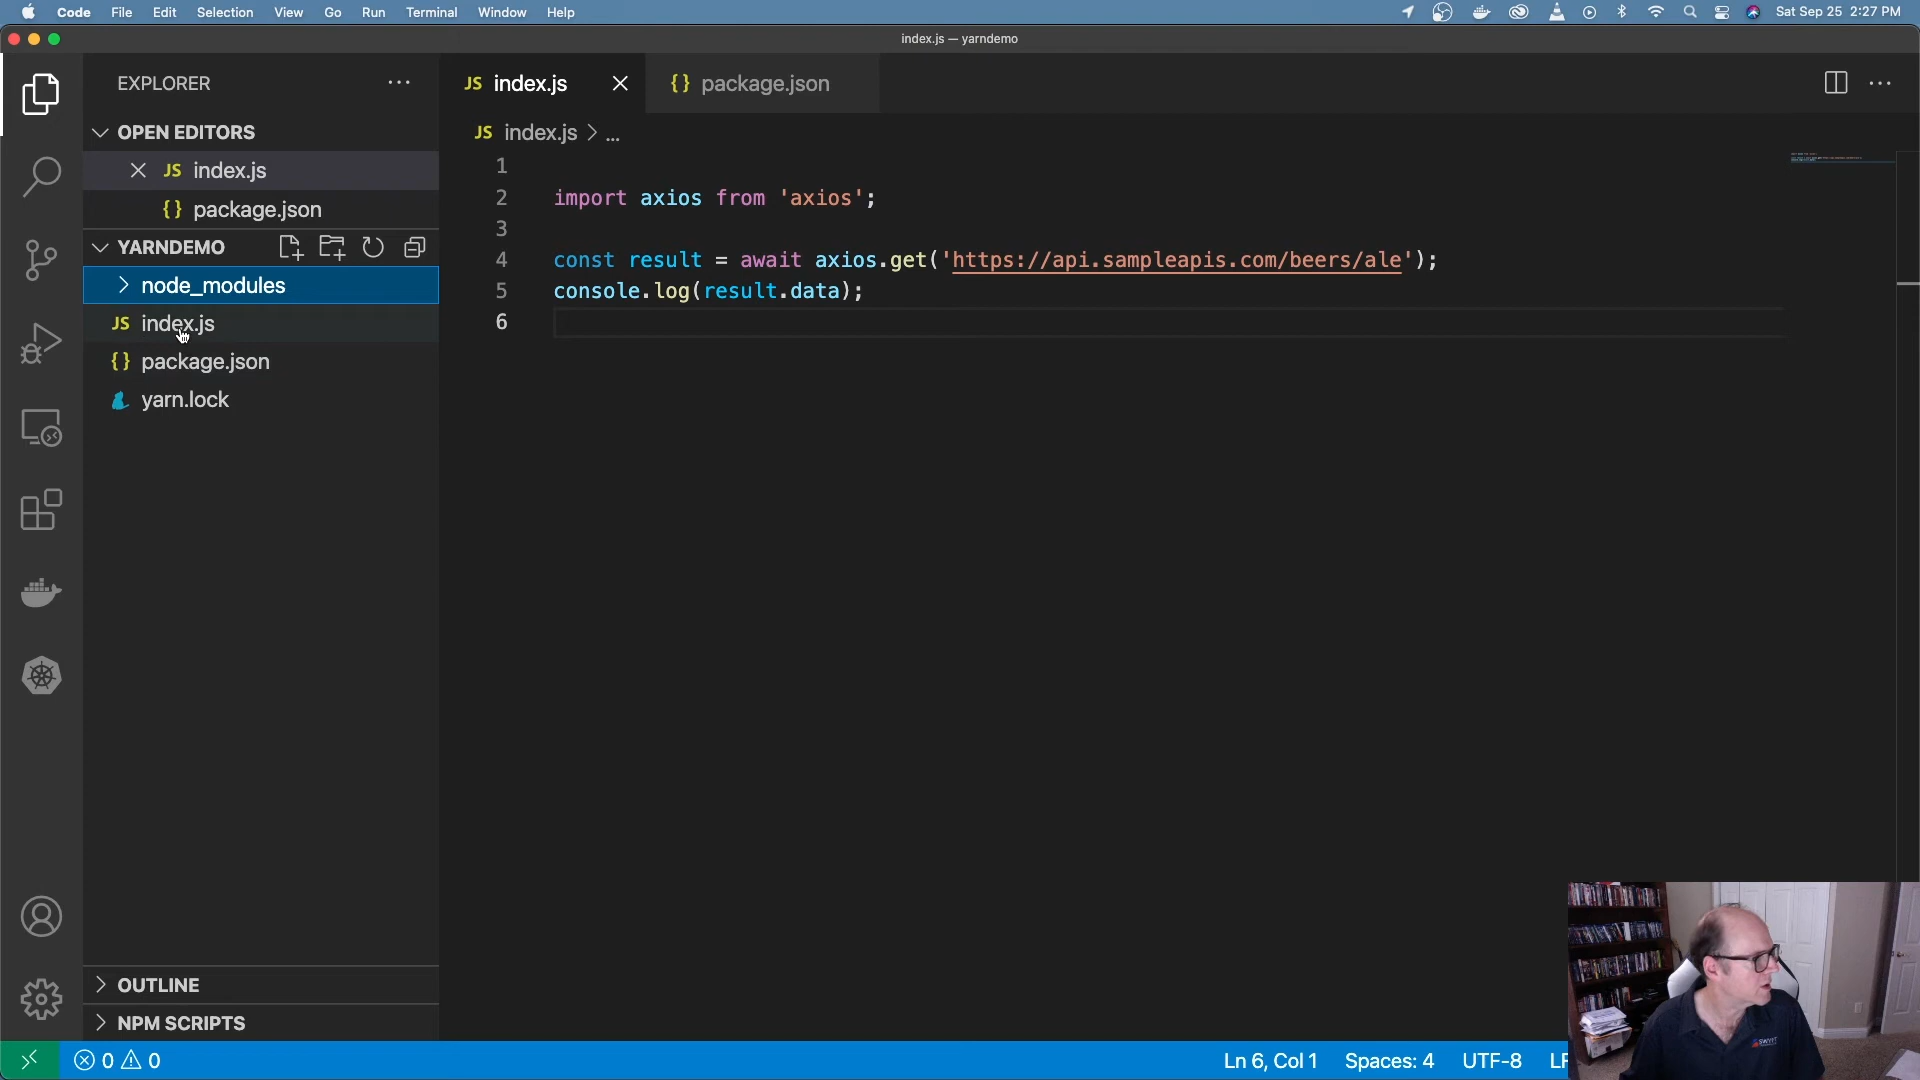 Code File Edit Selection View Go Run Terminal Window Help
Sat Sep 25 2:27 PM
index.js — yarndemo
EXPLORER
OPEN EDITORS
JS index.js
{} package.json
YARNDEMO
node_modules
JS index.js
{} package.json
yarn.lock
OUTLINE
NPM SCRIPTS
JS index.js
{} package.json
JS index.js > ...
1
2 import axios from 'axios';
3
4 const result = await axios.get('https://api.sampleapis.com/beers/ale');
5 console.log(result.data);
6
0 0
Ln 6, Col 1 Spaces: 4 UTF-8 LF
SWYFT